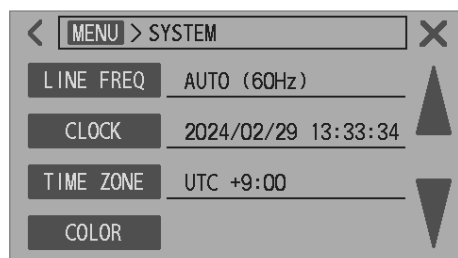 MENU > SYSTEM
LINE FREQ AUTO (60Hz)
CLOCK 2024/02/29 13:33:34
TIME ZONE UTC +9:00
COLOR